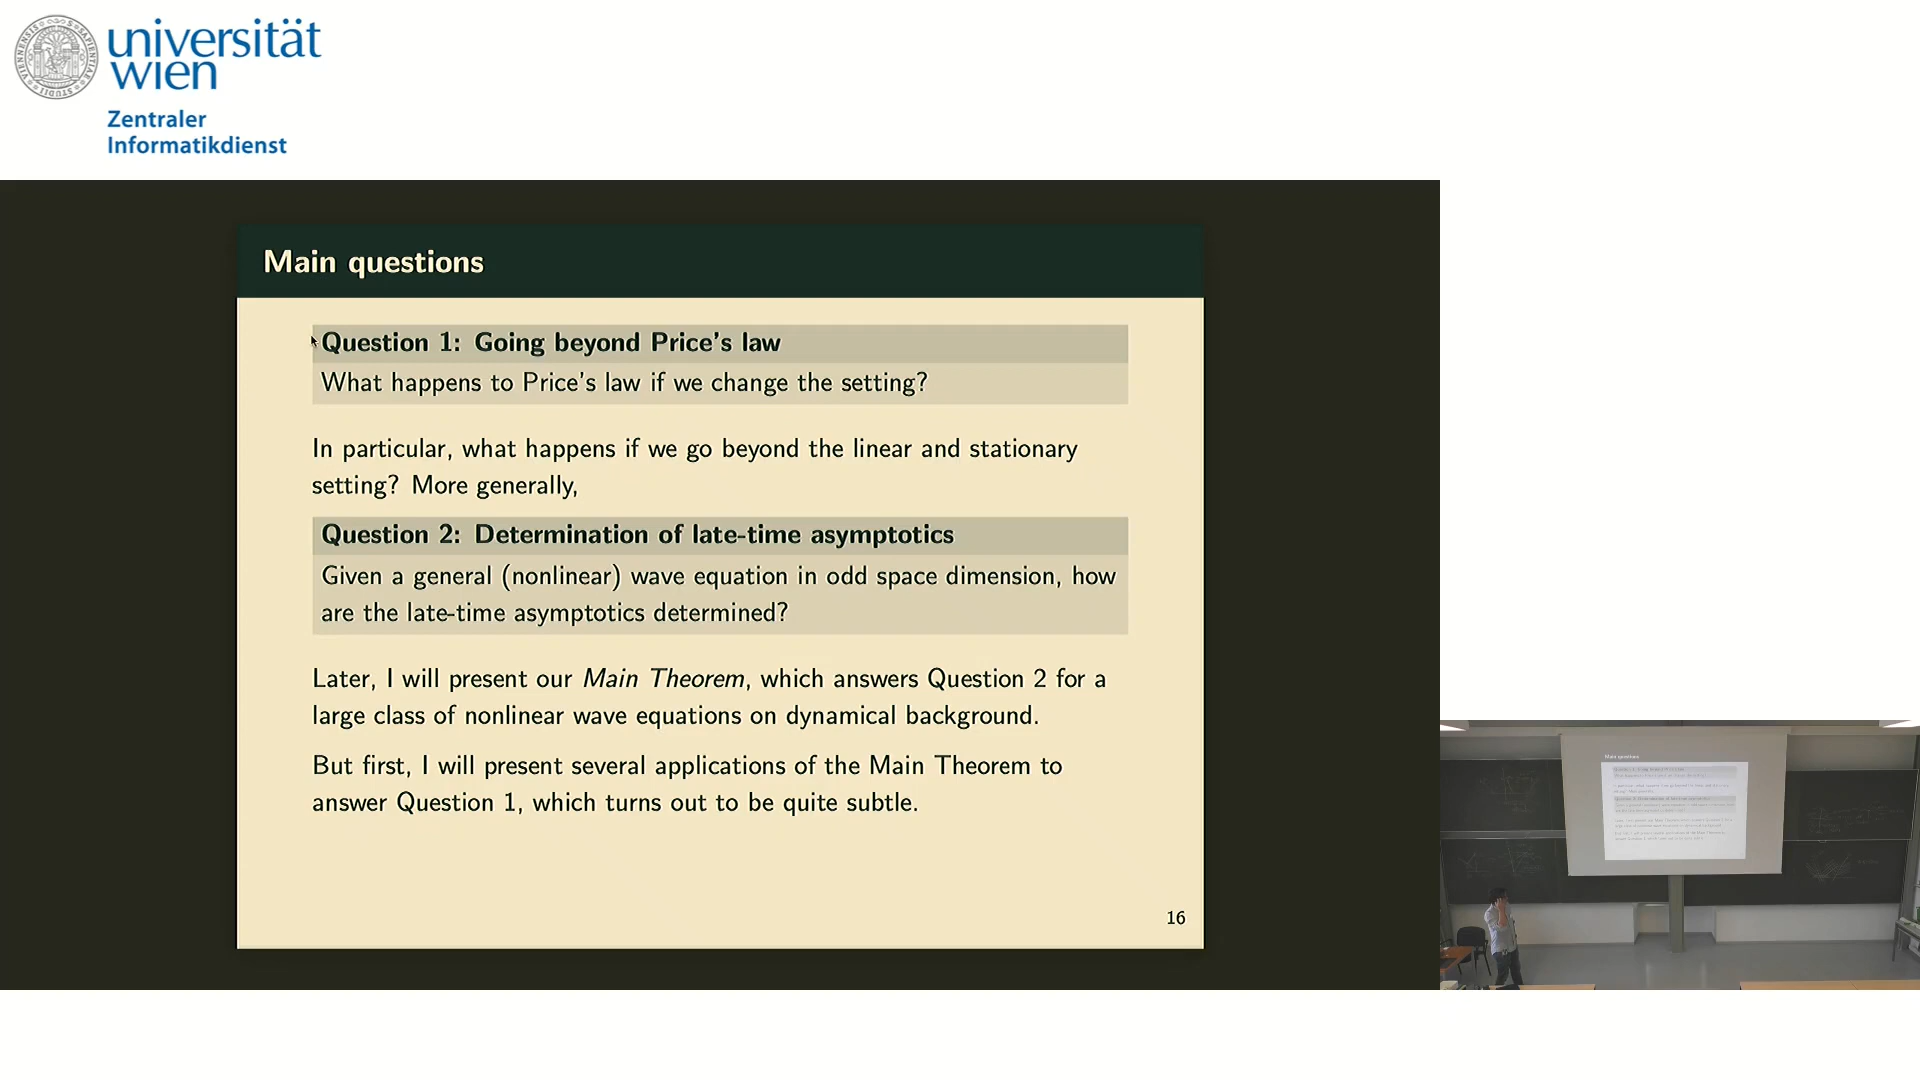 universität
wien
Zentraler
Informatikdienst
Main questions
Question 1: Going beyond Price's law
What happens to Price's law if we change the setting?
In particular, what happens if we go beyond the linear and stationary
setting? More generally,
Question 2: Determination of late-time asymptotics
Given a general (nonlinear) wave equation in odd space dimension, how
are the late-time asymptotics determined?
Later, I will present our Main Theorem, which answers Question 2 for a
large class of nonlinear wave equations on dynamical background.
But first, I will present several applications of the Main Theorem to
answer Question 1, which turns out to be quite subtle.
16
Main questions